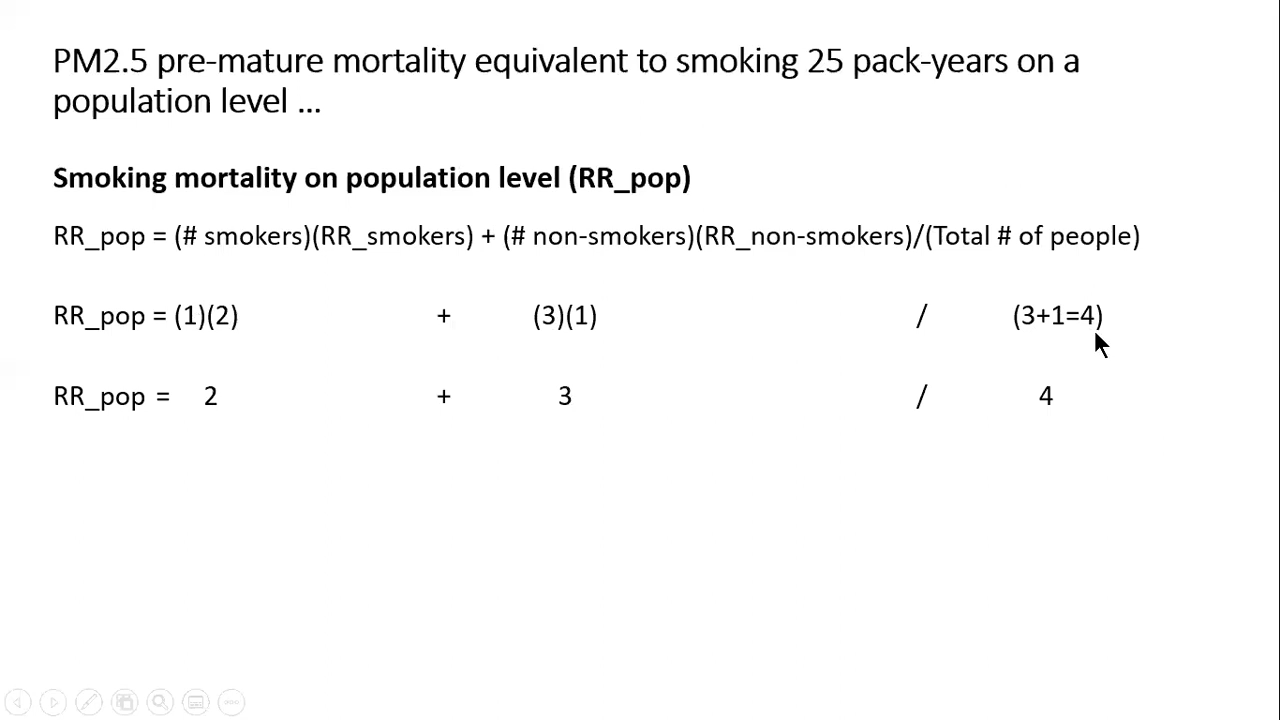 PM2.5 pre-mature mortality equivalent to smoking 25 pack-years on a
population level ...
Smoking mortality on population level (RR_pop)
RR_pop = (# smokers)(RR_smokers) + (# non-smokers)(RR_non-smokers)/(Total # of people)
RR_pop = (1)(2) + (3)(1) / (3+1=4)
RR_pop = 2 + 3 / 4